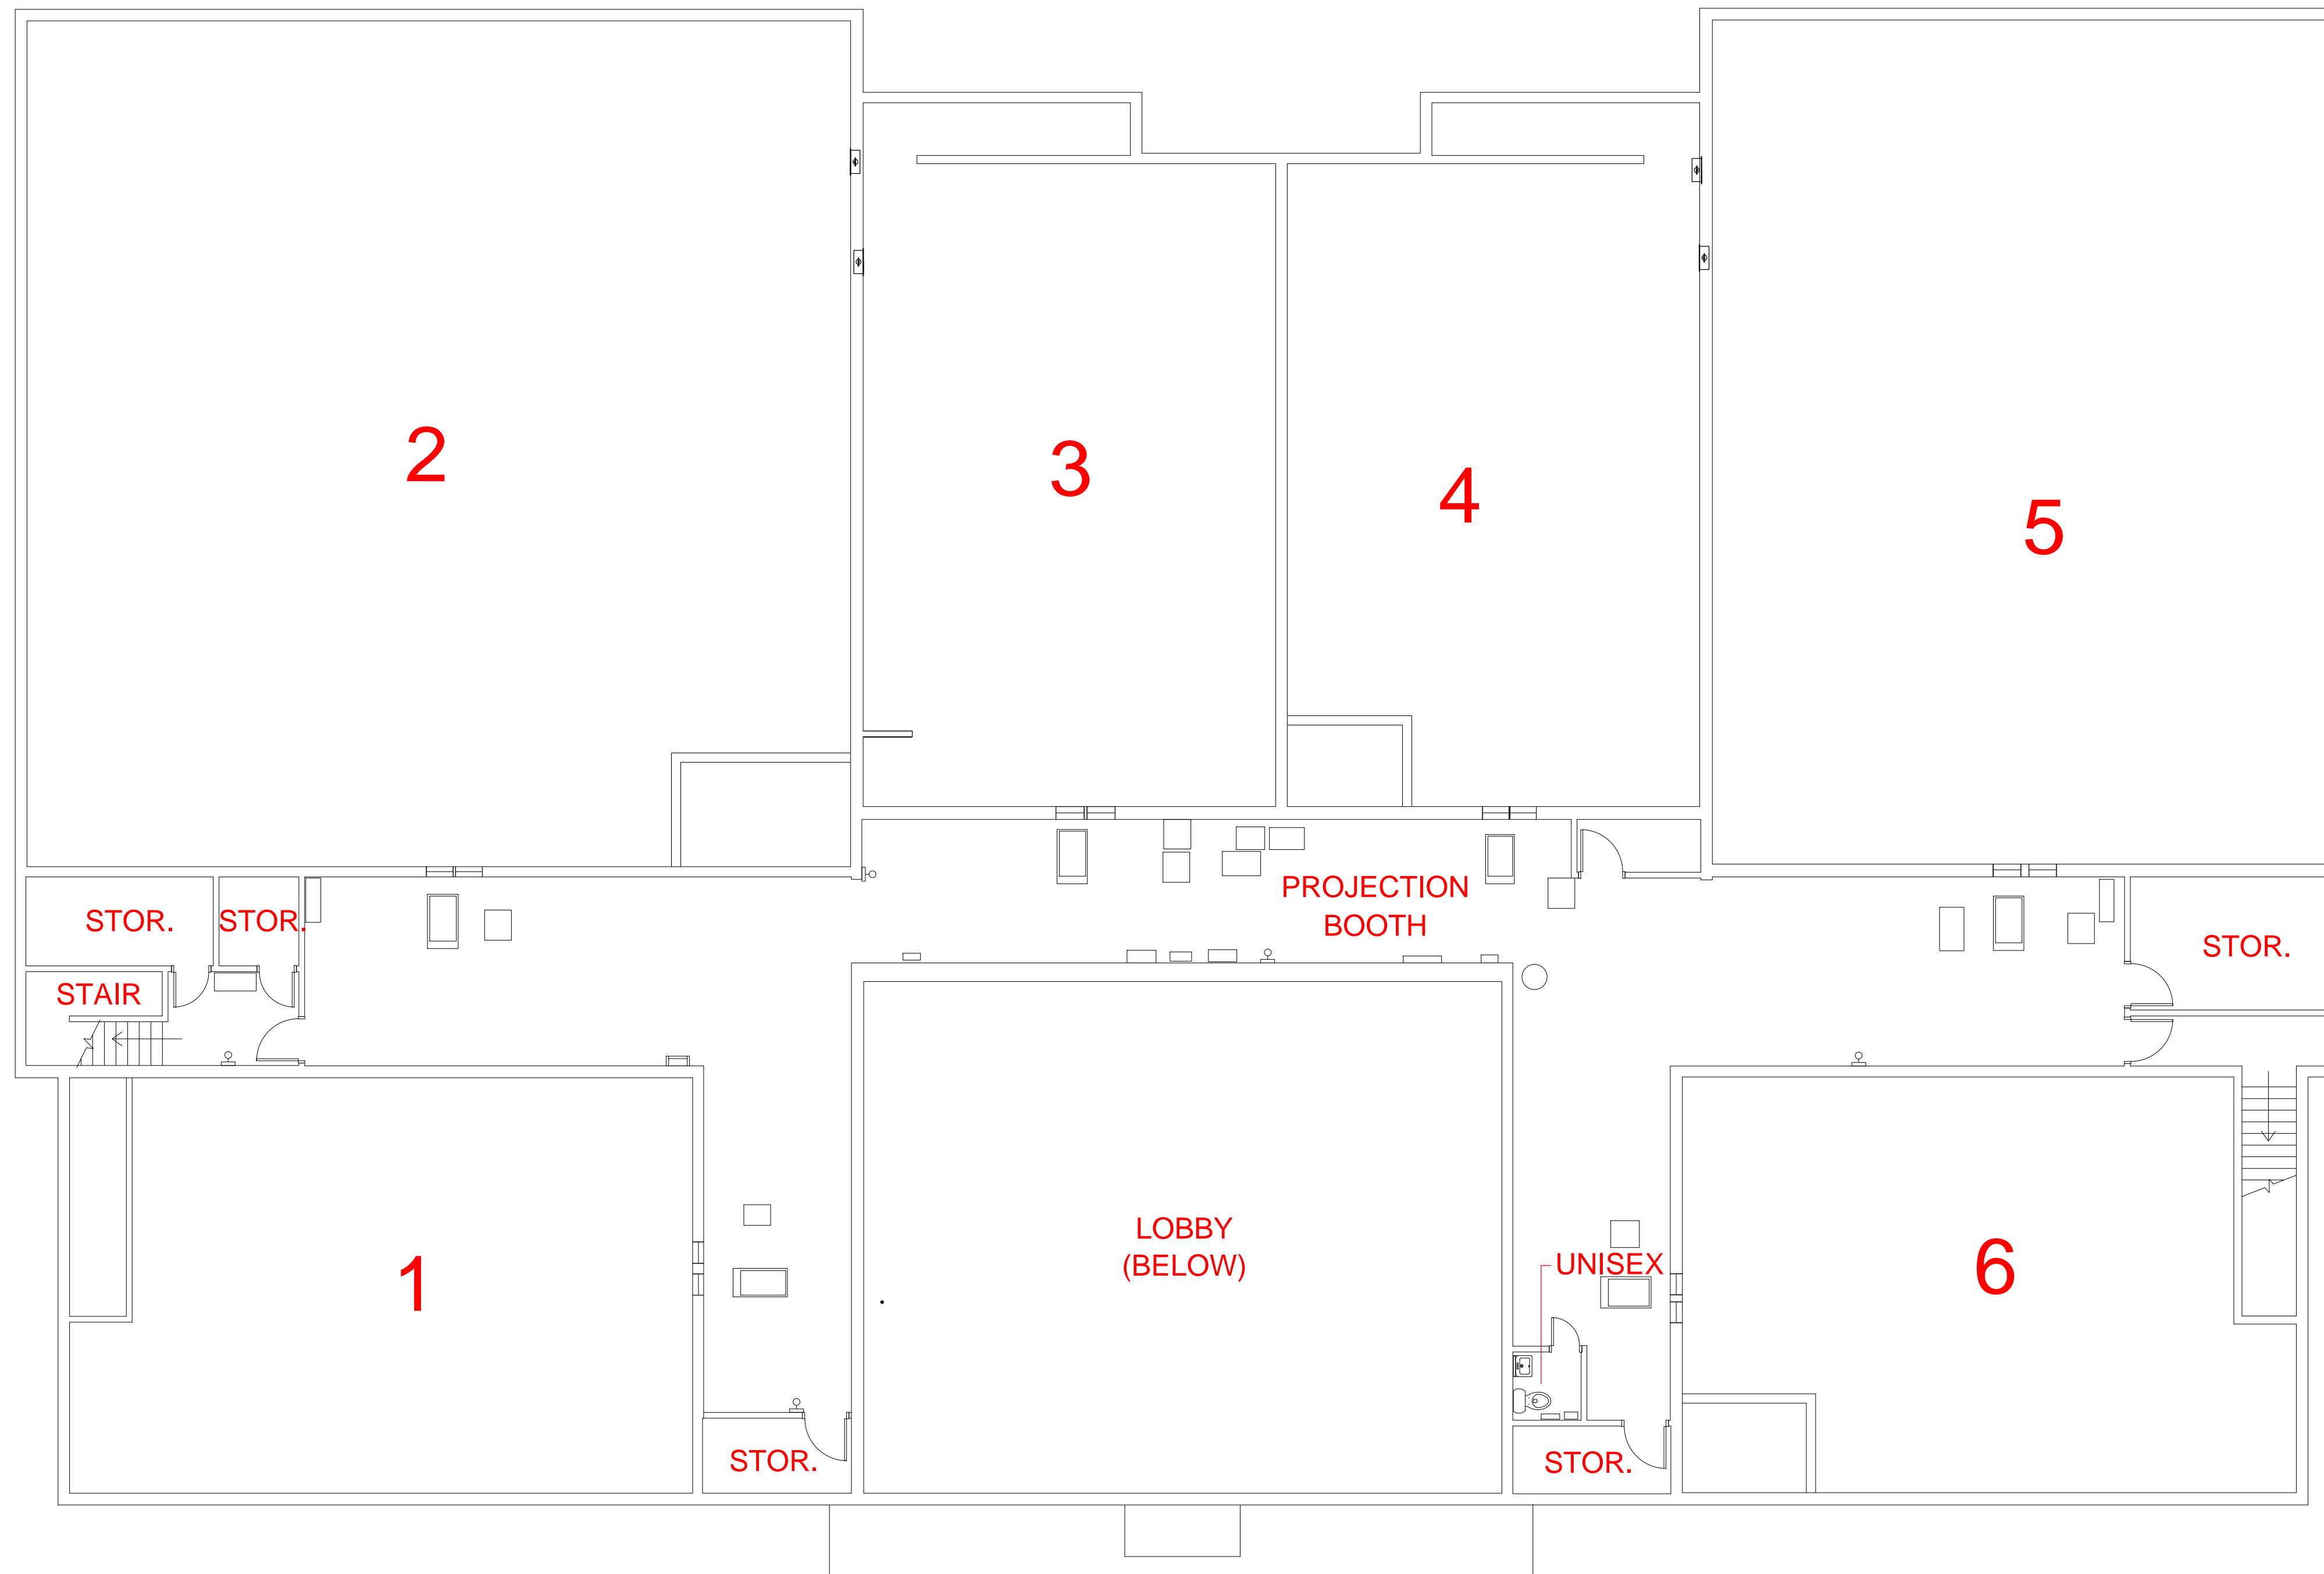 2
3
4
5
PROJECTION
BOOTH
STOR.
STOR.
STOR.
STAIR
1
LOBBY
(BELOW)
UNISEX
6
STOR.
STOR.